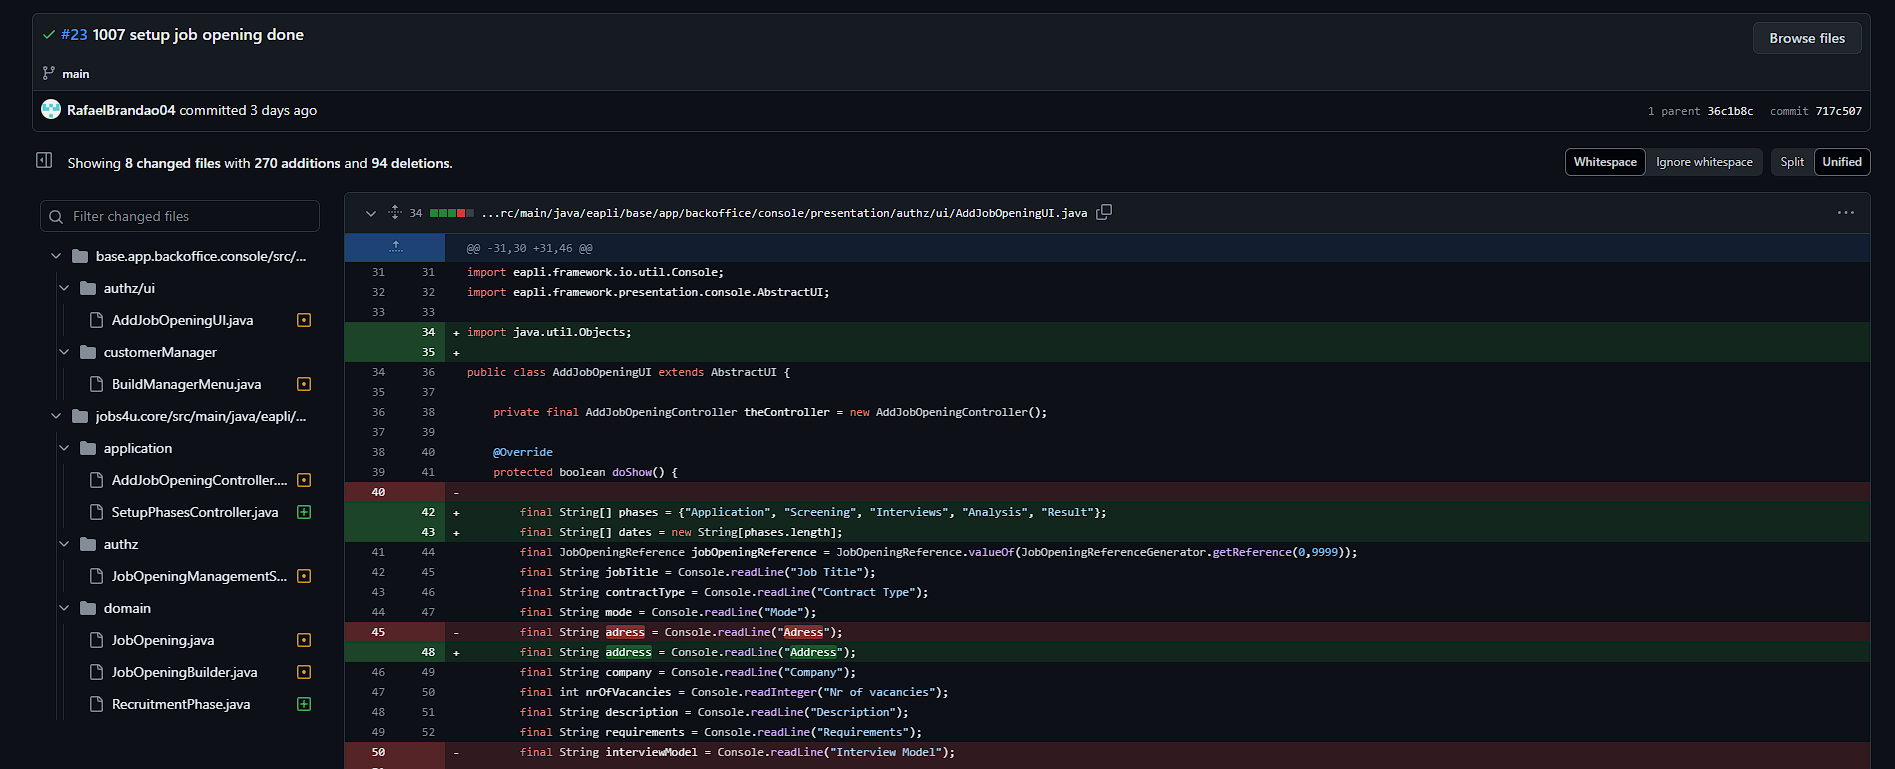 #23 1007 setup job opening done
Browse files
main
RafaelBrandao04 committed 3 days ago
1 parent 36c1b8c commit 717c507
Showing 8 changed files with 270 additions and 94 deletions.
Whitespace Ignore whitespace Split Unified
Filter changed files
base.app.backoffice.console/src/...
authz/ui
AddJobOpeningUI.java
customerManager
BuildManagerMenu.java
jobs4u.core/src/main/java/eapli/...
application
AddJobOpeningController....
SetupPhasesController.java
authz
JobOpeningManagementS...
domain
JobOpening.java
JobOpeningBuilder.java
RecruitmentPhase.java
34 ...rc/main/java/eapli/base/app/backoffice/console/presentation/authz/ui/AddJobOpeningUI.java
@@ -31,30 +31,46 @@
31 31 import eapli.framework.io.util.Console;
32 32 import eapli.framework.presentation.console.AbstractUI;
33 33
34 + import java.util.Objects;
35 +
34 36 public class AddJobOpeningUI extends AbstractUI {
35 37
36 38 private final AddJobOpeningController theController = new AddJobOpeningController();
37 39
38 40 @Override
39 41 protected boolean doShow() {
40 -
42 + final String[] phases = {"Application", "Screening", "Interviews", "Analysis", "Result"};
43 + final String[] dates = new String[phases.length];
41 44 final JobOpeningReference jobOpeningReference = JobOpeningReference.valueOf(JobOpeningReferenceGenerator.getReference(0,9999));
42 45 final String jobTitle = Console.readLine("Job Title");
43 46 final String contractType = Console.readLine("Contract Type");
44 47 final String mode = Console.readLine("Mode");
45 - final String adress = Console.readLine("Adress");
48 + final String address = Console.readLine("Address");
46 49 final String company = Console.readLine("Company");
47 50 final int nrOfVacancies = Console.readInteger("Nr of vacancies");
48 51 final String description = Console.readLine("Description");
49 52 final String requirements = Console.readLine("Requirements");
50 - final String interviewModel = Console.readLine("Interview Model");